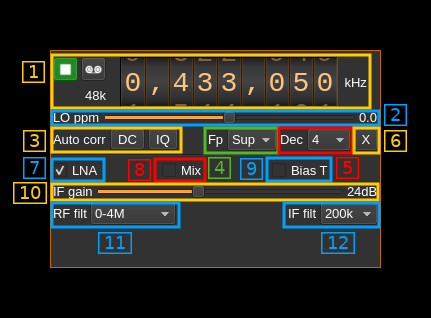 1 0,433,050 kHz
48k
LO ppm 0.0 2
3 Auto corr DC IQ Fp Sup Dec 4 X 6
7 LNA 8 Mix 4 9 Bias T 5
10 IF gain 24dB
RF filt 0-4M IF filt 200k
11 12